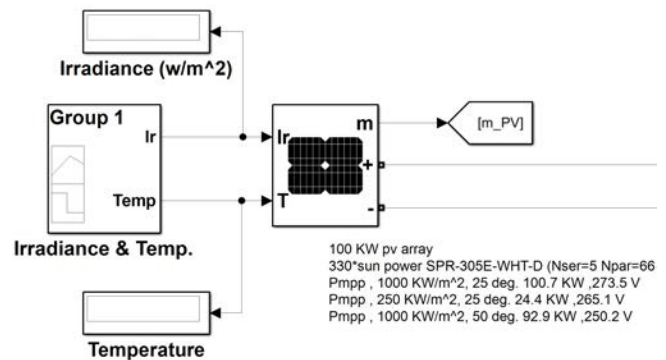 Irradiance (w/m^2)
Group 1
Ir
Temp
Irradiance & Temp.
Ir
T
m
+
-
[m_PV]
Temperature
100 KW pv array
330*sun power SPR-305E-WHT-D (Nser=5 Npar=66
Pmpp , 1000 KW/m^2, 25 deg. 100.7 KW ,273.5 V
Pmpp , 250 KW/m^2, 25 deg. 24.4 KW ,265.1 V
Pmpp , 1000 KW/m^2, 50 deg. 92.9 KW ,250.2 V